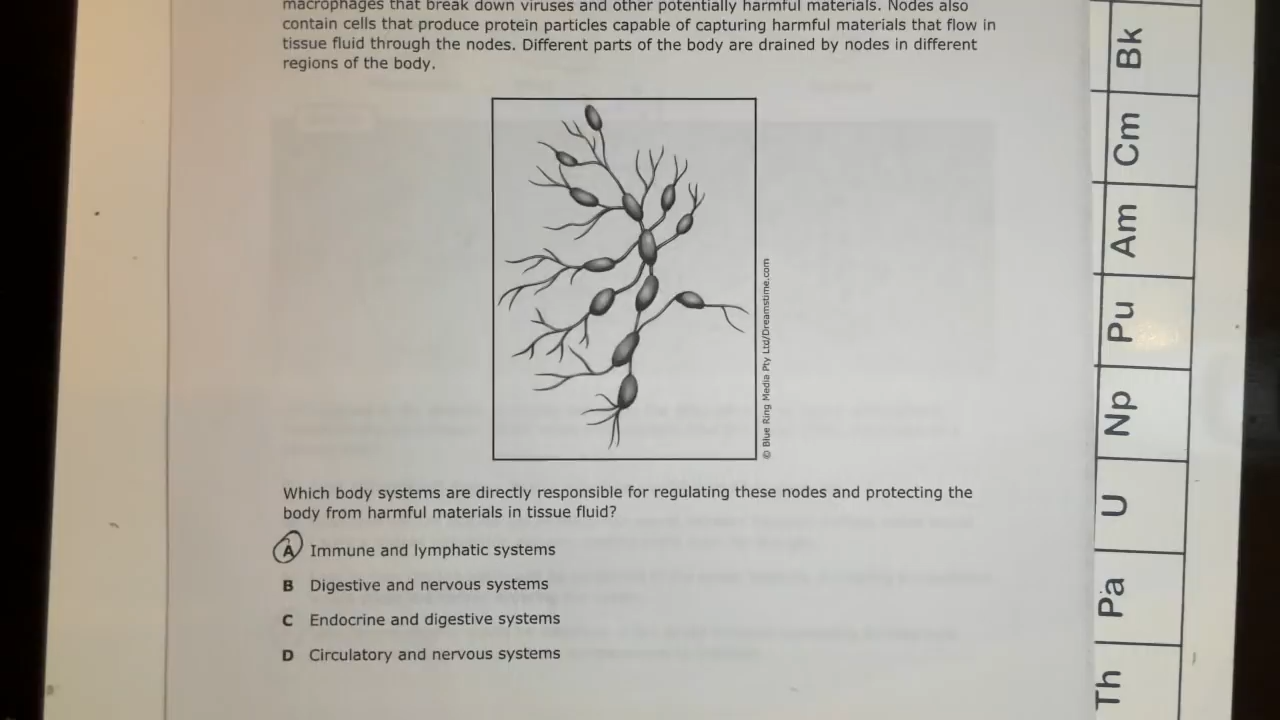 macrophages that break down viruses and other potentially harmful materials. Nodes also
contain cells that produce protein particles capable of capturing harmful materials that flow in
tissue fluid through the nodes. Different parts of the body are drained by nodes in different
regions of the body.
© Blue Ring Media Pty Ltd/Dreamstime.com
Which body systems are directly responsible for regulating these nodes and protecting the
body from harmful materials in tissue fluid?
A Immune and lymphatic systems
B Digestive and nervous systems
C Endocrine and digestive systems
D Circulatory and nervous systems
Bk
Cm
Am
Pu
Np
U
Pa
Th